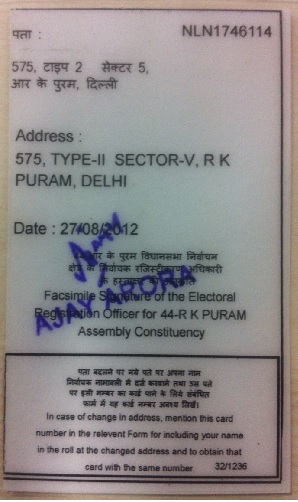 पता :
NLN1746114
575, टाइप 2 सेक्टर 5,
आर के पुरम, दिल्ली
Address :
575, TYPE-II SECTOR-V, R K
PURAM, DELHI
Date : 27/08/2012
आर के पुरम विधानसभा निर्वाचन
क्षेत्र के निर्वाचक रजिस्ट्रीकरण अधिकारी
के हस्ताक्षर
AJAY ARORA
Facsimile Signature of the Electoral
Registration Officer for 44-R K PURAM
Assembly Constituency
पता बदलने पर नये पते पर अपना नाम
निर्वाचक नामावली में दर्ज करवाने तथा उस पते
पर इसी नम्बर का कार्ड पाने के लिये संबंधित
फार्म में यह कार्ड नम्बर अवश्य लिखें।
In case of change in address, mention this card
number in the relevent Form for including your name
in the roll at the changed address and to obtain that
card with the same number 32/1236